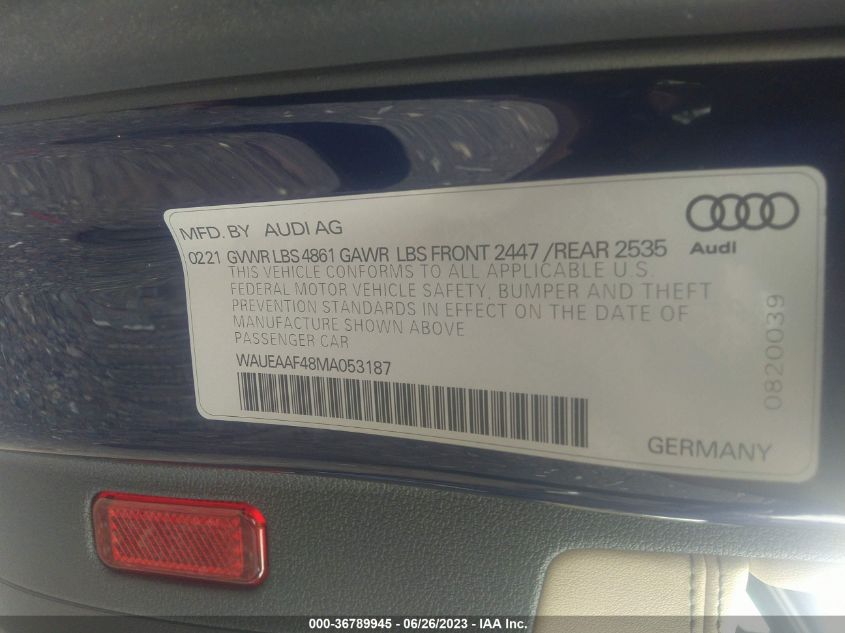 MFD. BY AUDI AG
02.21 GVWR LBS 4861 GAWR LBS FRONT 2447 /REAR 2535
THIS VEHICLE CONFORMS TO ALL APPLICABLE U.S.
FEDERAL MOTOR VEHICLE SAFETY, BUMPER AND THEFT
PREVENTION STANDARDS IN EFFECT ON THE DATE OF
MANUFACTURE SHOWN ABOVE
PASSENGER CAR
WAUEAAF48MA053187
Audi
0820039
GERMANY
000-36789945 - 06/26/2023 - IAA Inc.